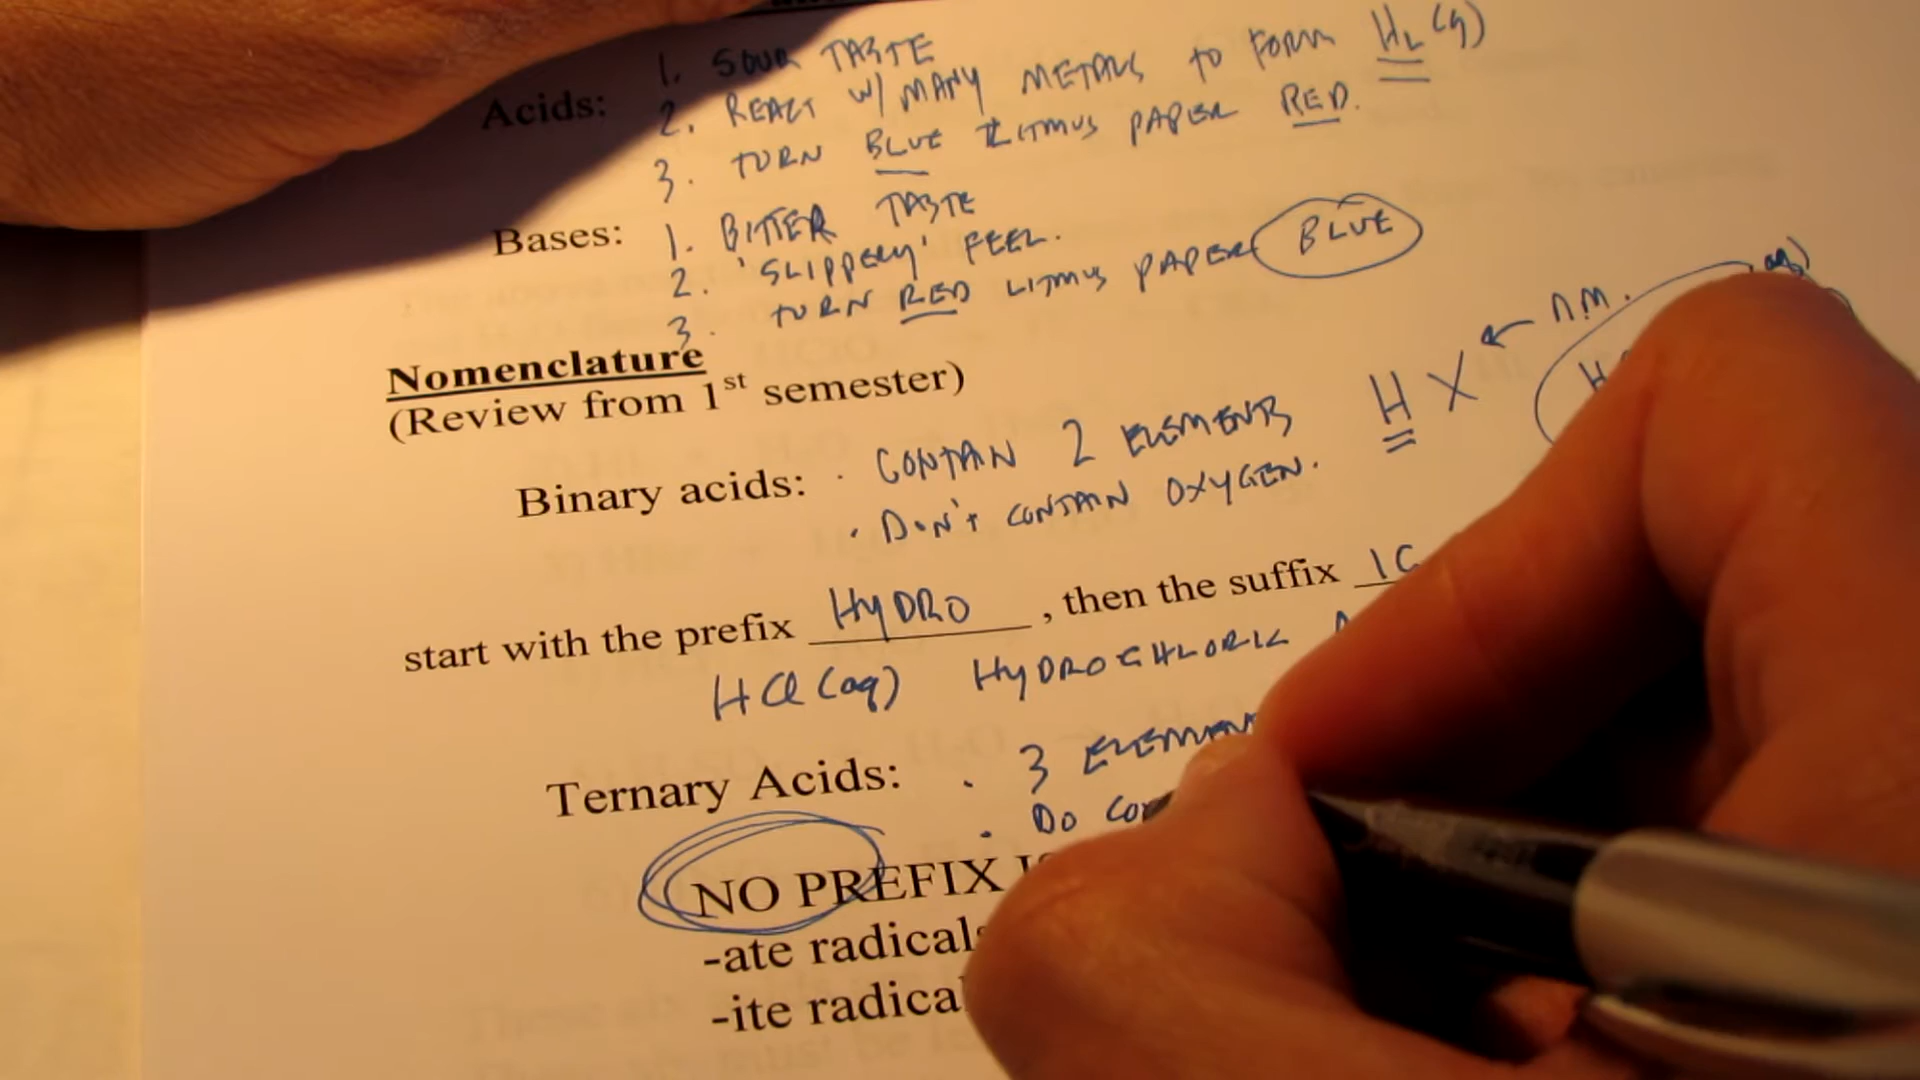 1. SOUR TASTE
Acids: 2. REACT W/ MANY METALS TO FORM H2(g)
3. TURN BLUE LITMUS PAPER RED.
Bases: 1. BITTER TASTE
2. 'SLIPPERY' FEEL.
3. TURN RED LITMUS PAPER BLUE
Nomenclature
(Review from 1st semester)
H X ← n.m.
Binary acids: · CONTAIN 2 ELEMENTS
· DON'T CONTAIN OXYGEN.
start with the prefix HYDRO, then the suffix IC
HCl(aq) HYDROCHLORIC
Ternary Acids: · 3 ELEMEN
· DO CON
NO PREFIX
-ate radicals
-ite radical